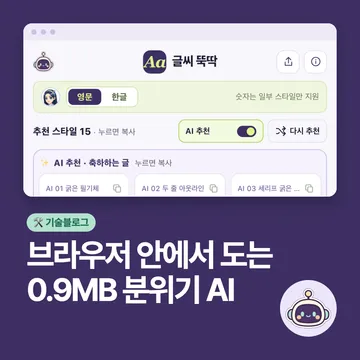 Aa 글씨 뚝딱
영문 한글 숫자는 일부 스타일만 지원
추천 스타일 15 · 누르면 복사 AI 추천 다시 추천
AI 추천 · 축하하는 글 누르면 복사
AI 01 굵은 필기체 AI 02 두 줄 아웃라인 AI 03 세리프 굵은 ...
기술블로그
브라우저 안에서 도는
0.9MB 분위기 AI